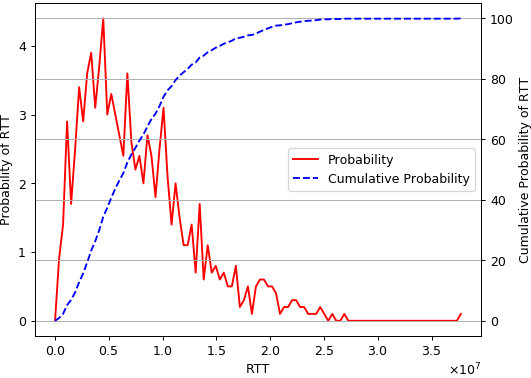 Probability of RTT
4
3
2
1
0
100
80
60
40
20
0
Cumulative Probability of RTT
Probability
Cumulative Probability
0.0 0.5 1.0 1.5 2.0 2.5 3.0 3.5
RTT
×10⁷